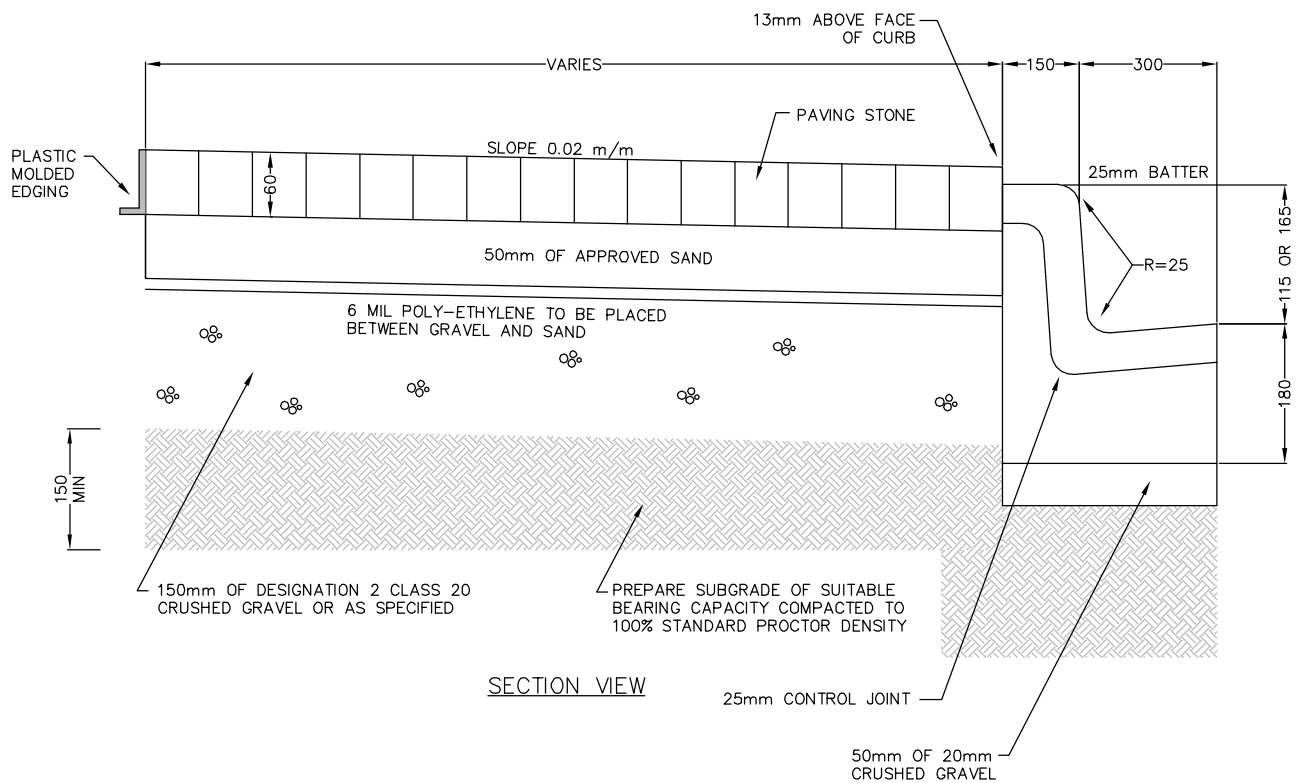 13mm ABOVE FACE
OF CURB
VARIES
150
300
PAVING STONE
PLASTIC
MOLDED
EDGING
SLOPE 0.02 m/m
25mm BATTER
60
50mm OF APPROVED SAND
R=25
115 OR 165
6 MIL POLY-ETHYLENE TO BE PLACED
BETWEEN GRAVEL AND SAND
180
150
MIN
150mm OF DESIGNATION 2 CLASS 20
CRUSHED GRAVEL OR AS SPECIFIED
PREPARE SUBGRADE OF SUITABLE
BEARING CAPACITY COMPACTED TO
100% STANDARD PROCTOR DENSITY
SECTION VIEW
25mm CONTROL JOINT
50mm OF 20mm
CRUSHED GRAVEL